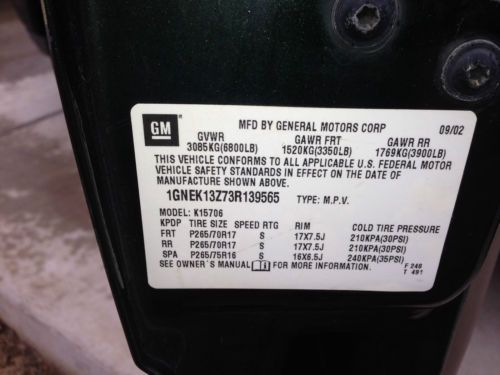 GM
MFD BY GENERAL MOTORS CORP 09/02
GVWR GAWR FRT GAWR RR
3085KG(6800LB) 1520KG(3350LB) 1769KG(3900LB)
THIS VEHICLE CONFORMS TO ALL APPLICABLE U.S. FEDERAL MOTOR
VEHICLE SAFETY STANDARDS IN EFFECT ON THE DATE OF
MANUFACTURE SHOWN ABOVE.
1GNEK13Z73R139565 TYPE: M.P.V.
MODEL: K15706
KPDP TIRE SIZE SPEED RTG RIM COLD TIRE PRESSURE
FRT P265/70R17 S 17X7.5J 210KPA(30PSI)
RR P265/70R17 S 17X7.5J 210KPA(30PSI)
SPA P265/75R16 S 16X6.5J 240KPA(35PSI)
SEE OWNER'S MANUAL FOR MORE INFORMATION. F 246
T 491